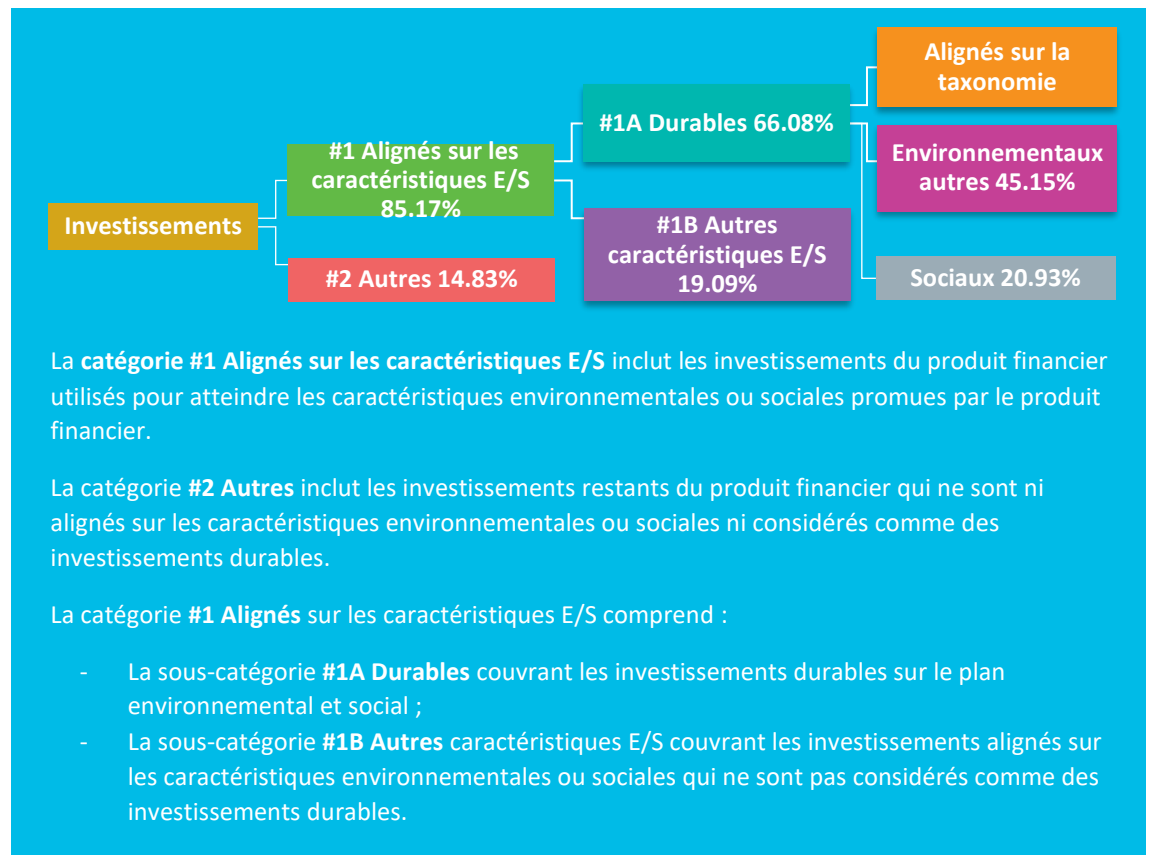 Alignés sur la
taxonomie
#1A Durables 66.08%
#1 Alignés sur les
caractéristiques E/S
85.17%
Environnementaux
autres 45.15%
Investissements
#1B Autres
caractéristiques E/S
19.09%
#2 Autres 14.83%
Sociaux 20.93%
La catégorie #1 Alignés sur les caractéristiques E/S inclut les investissements du produit financier
utilisés pour atteindre les caractéristiques environnementales ou sociales promues par le produit
financier.
La catégorie #2 Autres inclut les investissements restants du produit financier qui ne sont ni
alignés sur les caractéristiques environnementales ou sociales ni considérés comme des
investissements durables.
La catégorie #1 Alignés sur les caractéristiques E/S comprend :
- La sous-catégorie #1A Durables couvrant les investissements durables sur le plan
environnemental et social ;
- La sous-catégorie #1B Autres caractéristiques E/S couvrant les investissements alignés sur
les caractéristiques environnementales ou sociales qui ne sont pas considérés comme des
investissements durables.